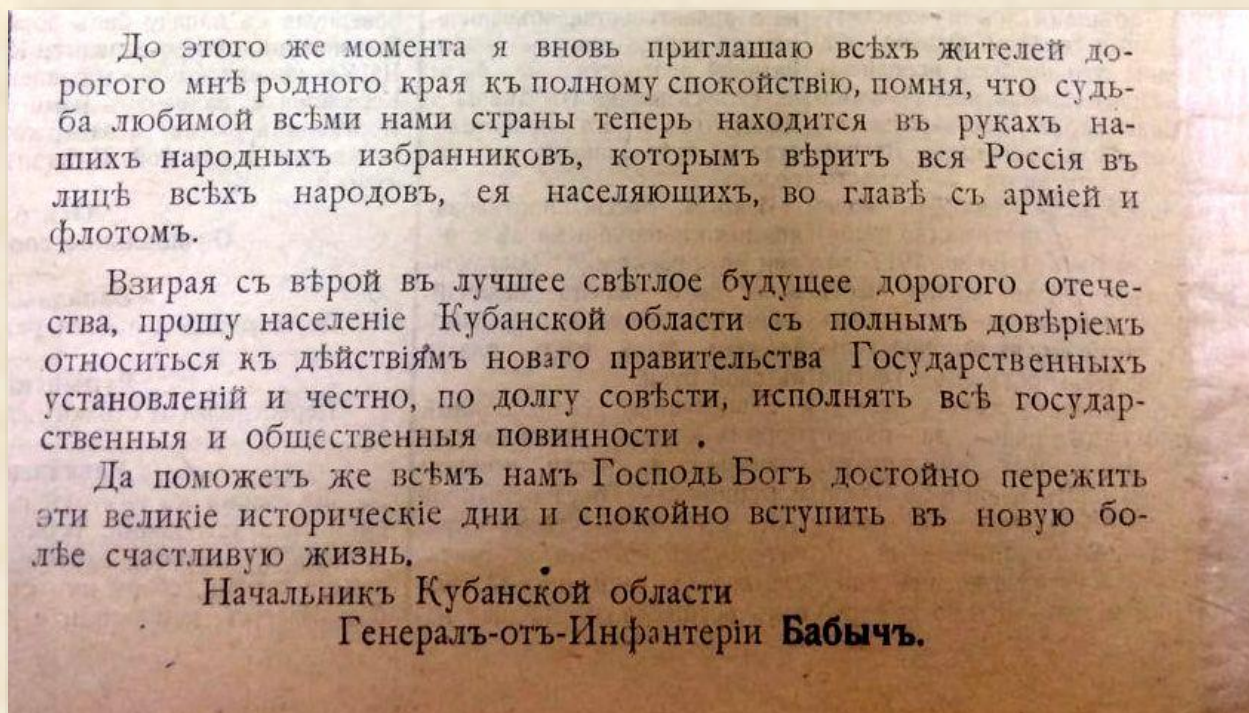 До этого же момента я вновь приглашаю всѣхъ жителей до-
рогого мнѣ родного края къ полному спокойствію, помня, что судь-
ба любимой всѣми нами страны теперь находится въ рукахъ на-
шихъ народныхъ избранниковъ, которымъ вѣритъ вся Россія въ
лицѣ всѣхъ народовъ, ея населяющихъ, во главѣ съ арміей и
флотомъ.
Взирая съ вѣрой въ лучшее свѣтлое будущее дорогого отече-
ства, прошу населеніе Кубанской области съ полнымъ довѣріемъ
относиться къ дѣйствіямъ новаго правительства Государственныхъ
установленій и честно, по долгу совѣсти, исполнять всѣ государ-
ственныя и общественныя повинности .
Да поможетъ же всѣмъ намъ Господь Богъ достойно пережить
эти великіе историческіе дни и спокойно вступить въ новую бо-
лѣе счастливую жизнь.
Начальникъ Кубанской области
Генералъ-отъ-Инфантеріи Бабычъ.